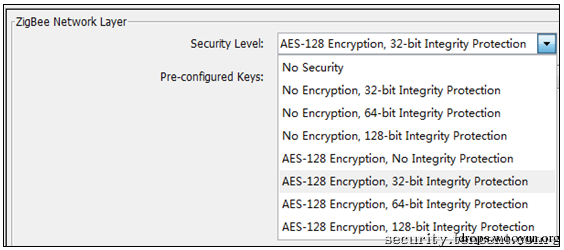 ZigBee Network Layer
Security Level: AES-128 Encryption, 32-bit Integrity Protection
No Security
Pre-configured Keys:
No Encryption, 32-bit Integrity Protection
No Encryption, 64-bit Integrity Protection
No Encryption, 128-bit Integrity Protection
AES-128 Encryption, No Integrity Protection
AES-128 Encryption, 32-bit Integrity Protection
AES-128 Encryption, 64-bit Integrity Protection
AES-128 Encryption, 128-bit Integrity Protection
drops.wooyun.org